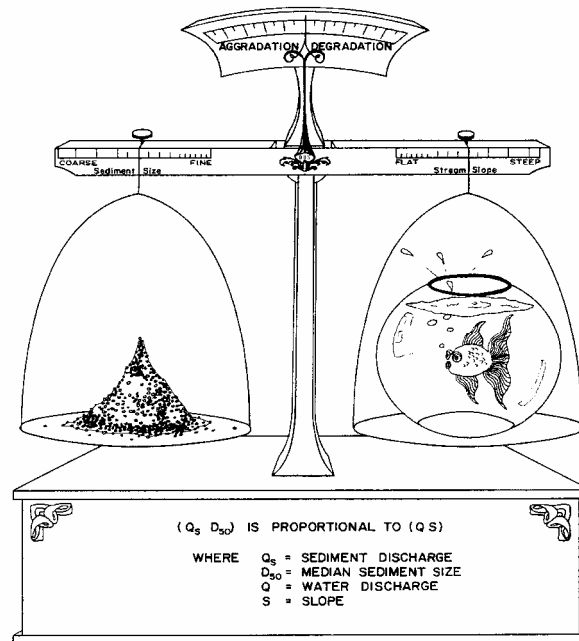 AGGRADATION DEGRADATION
COARSE FINE
Sediment Size
FLAT STEEP
Stream Slope
(Qs D50) IS PROPORTIONAL TO (QS)
WHERE Qs = SEDIMENT DISCHARGE
D50 = MEDIAN SEDIMENT SIZE
Q = WATER DISCHARGE
S = SLOPE